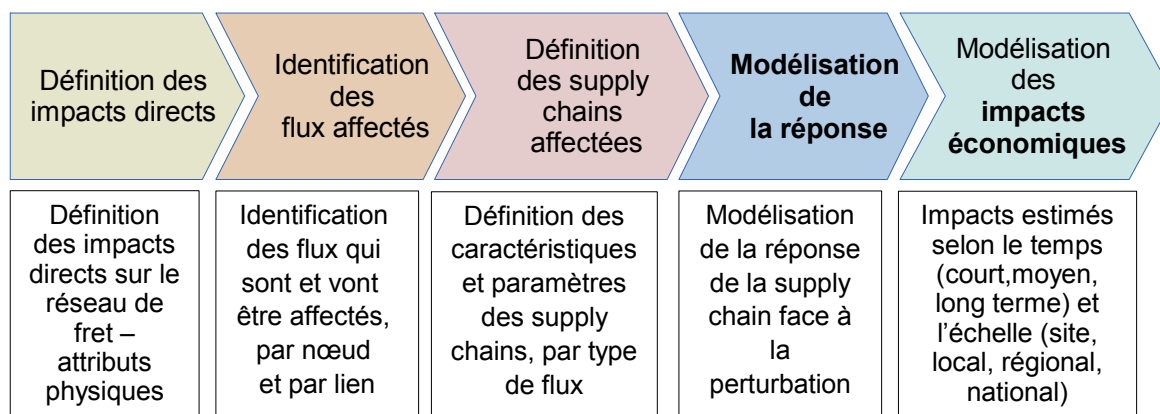 Définition des
impacts directs
Identification
des
flux affectés
Définition
des supply
chains
affectées
Modélisation
de
la réponse
Modélisation
des
impacts
économiques
Définition
des impacts
directs sur le
réseau de
fret –
attributs
physiques
Identification
des flux qui
sont et vont
être affectés,
par nœud
et par lien
Définition des
caractéristiques
et paramètres
des supply
chains, par type
de flux
Modélisation
de la réponse
de la supply
chain face à
la
perturbation
Impacts estimés
selon le temps
(court,moyen,
long terme) et
l’échelle (site,
local, régional,
national)